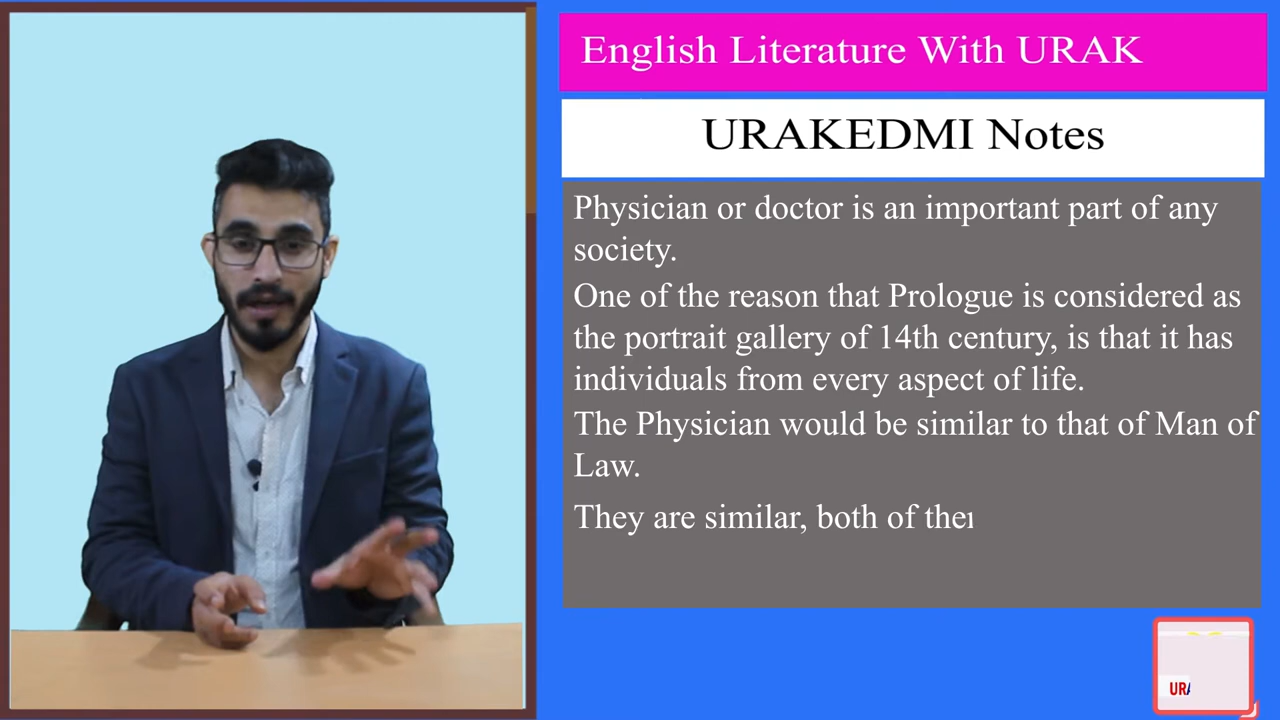 English Literature With URAK
URAKEDMI Notes
Physician or doctor is an important part of any
society.
One of the reason that Prologue is considered as
the portrait gallery of 14th century, is that it has
individuals from every aspect of life.
The Physician would be similar to that of Man of
Law.
They are similar, both of